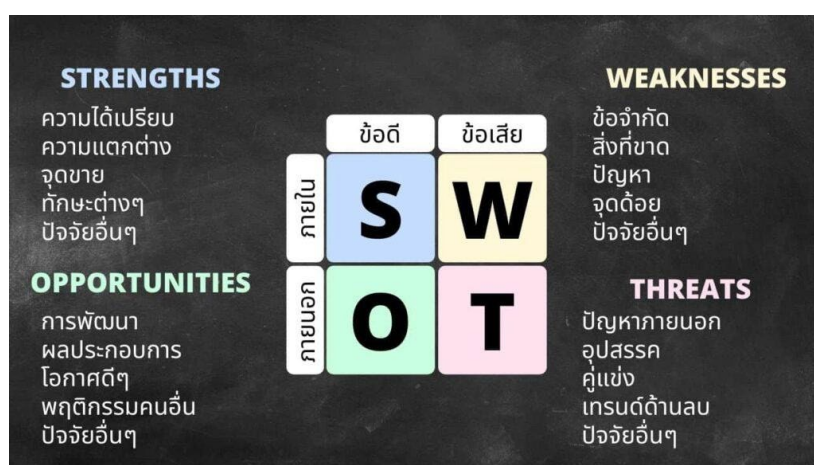 STRENGTHS
ความได้เปรียบ
ความแตกต่าง
จุดขาย
ทักษะต่างๆ
ปัจจัยอื่นๆ
WEAKNESSES
ข้อจำกัด
สิ่งที่ขาด
ปัญหา
จุดด้อย
ปัจจัยอื่นๆ
ข้อดี
ข้อเสีย
ภายใน
S
W
ภายนอก
O
T
OPPORTUNITIES
การพัฒนา
ผลประกอบการ
โอกาศดีๆ
พฤติกรรมคนอื่น
ปัจจัยอื่นๆ
THREATS
ปัญหาภายนอก
อุปสรรค
คู่แข่ง
เทรนด์ด้านลบ
ปัจจัยอื่นๆ